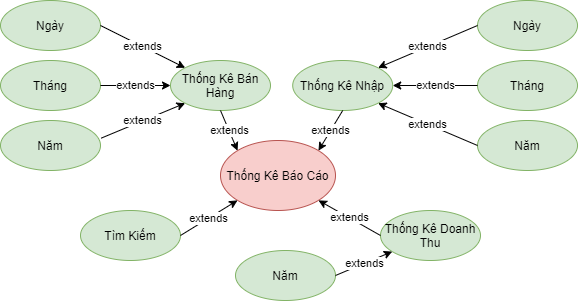 Ngày
Ngày
extends
extends
Tháng
extends
Thống Kê Bán
Hàng
Thống Kê Nhập
extends
Tháng
Năm
extends
extends
extends
extends
Năm
Thống Kê Báo Cáo
Tìm Kiếm
extends
extends
Thống Kê Doanh
Thu
Năm
extends